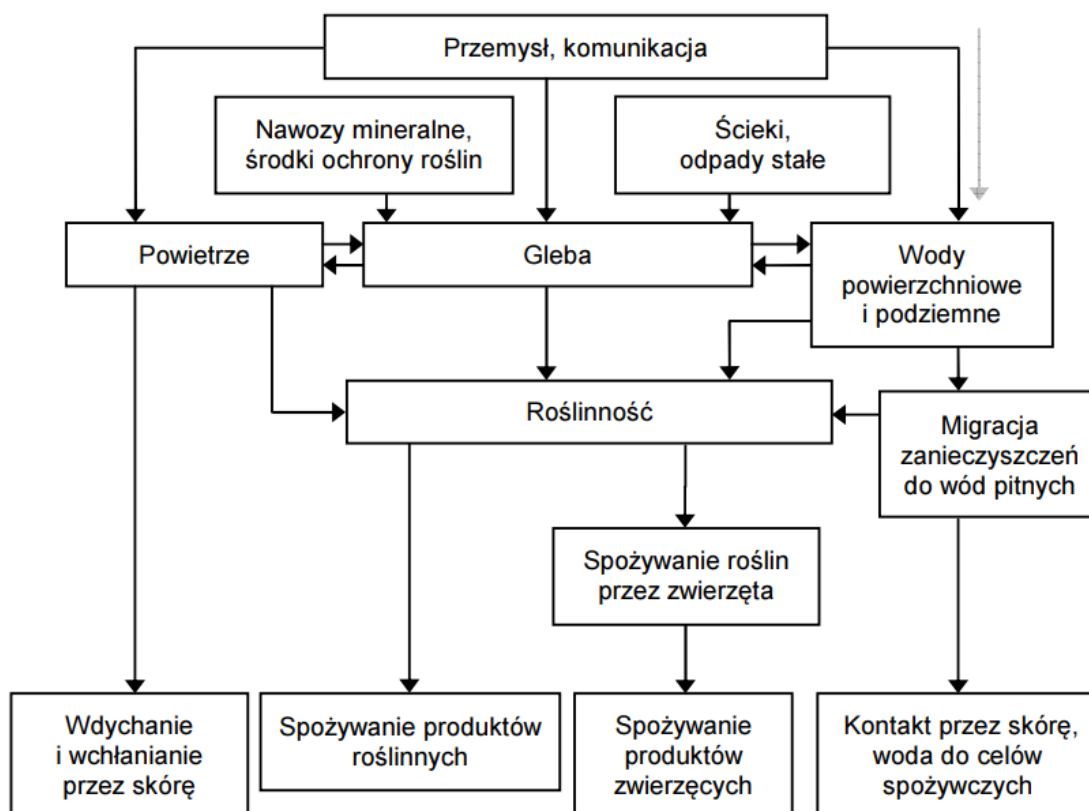 Przemysł, komunikacja
Nawozy mineralne,
środki ochrony roślin
Ścieki,
odpady stałe
Powietrze
Gleba
Wody
powierzchniowe
i podziemne
Roślinność
Migracja
zanieczyszczeń
do wód pitnych
Spożywanie roślin
przez zwierzęta
Wdychanie
i wchłanianie
przez skórę
Spożywanie produktów
roślinnych
Spożywanie
produktów
zwierzęcych
Kontakt przez skórę,
woda do celów
spożywczych